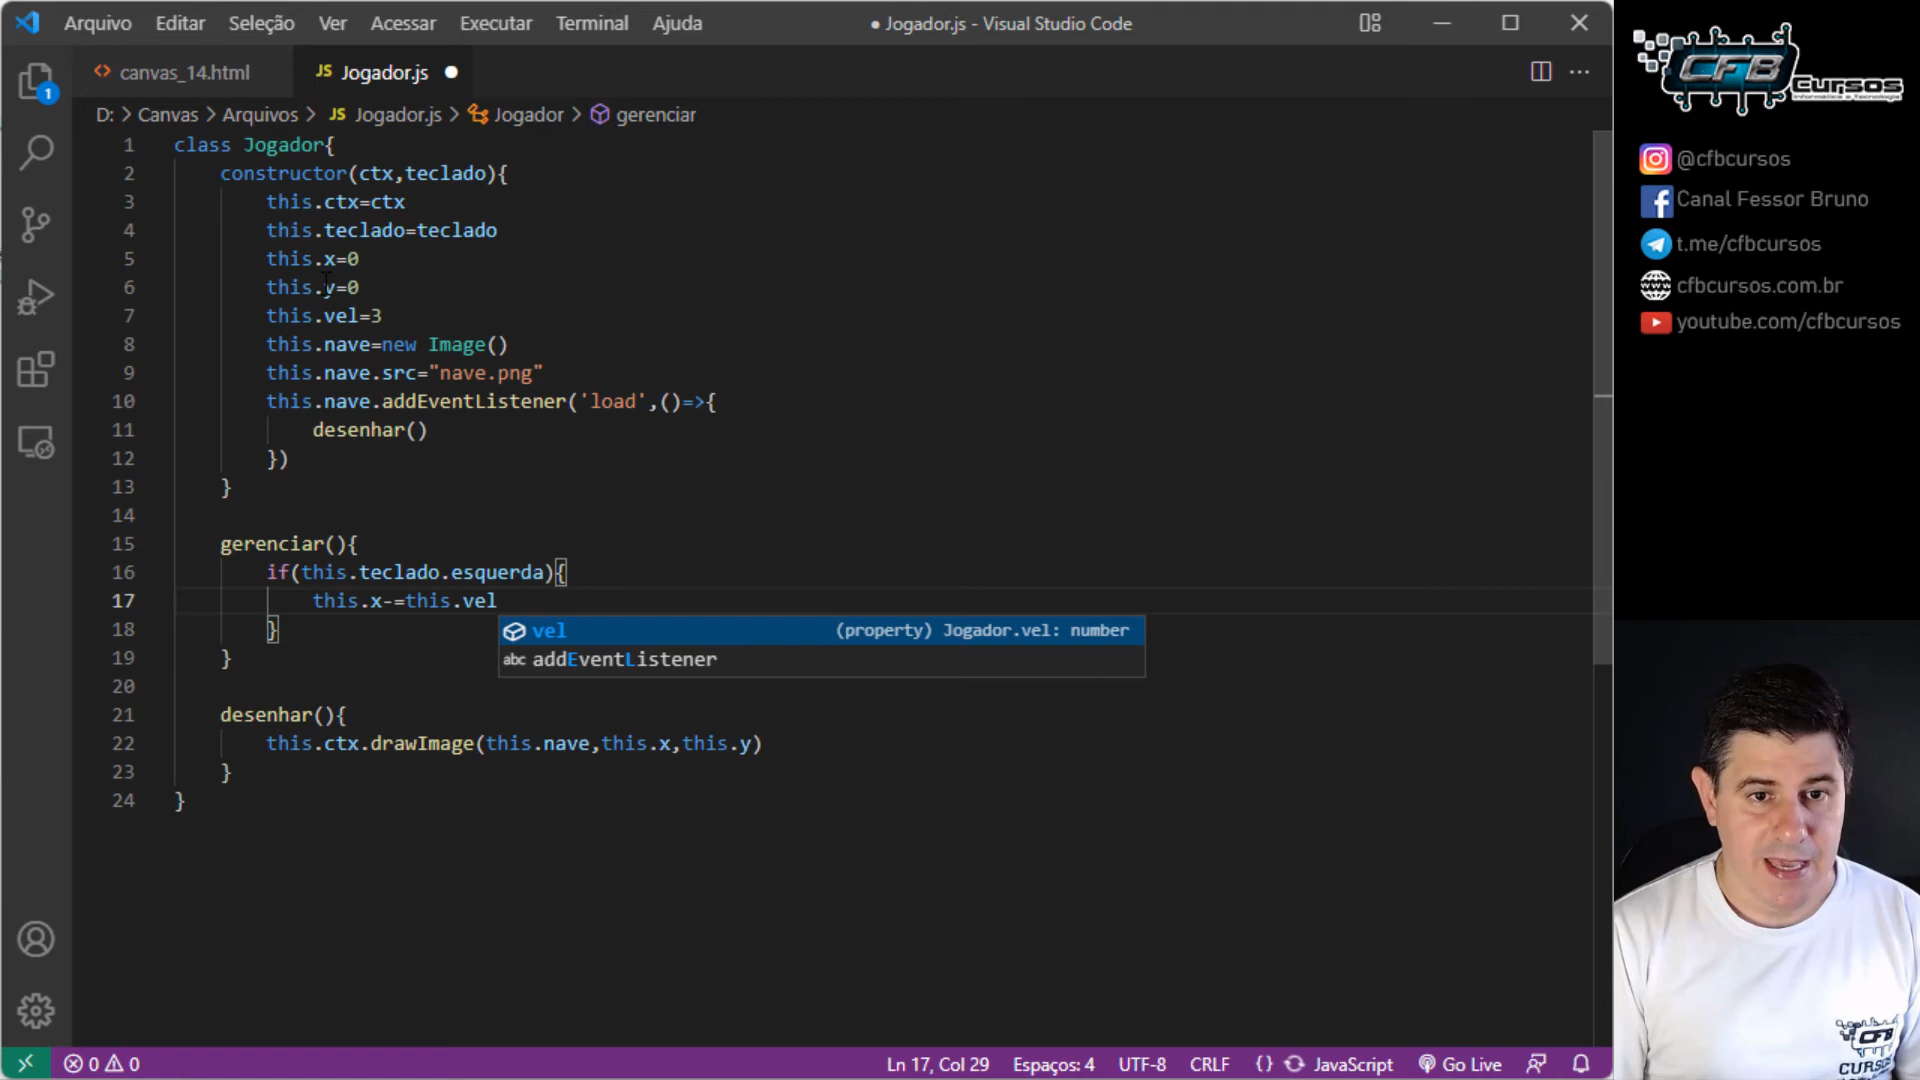 Arquivo Editar Seleção Ver Acessar Executar Terminal Ajuda ● Jogador.js - Visual Studio Code
canvas_14.html JS Jogador.js ●
1
D: > Canvas > Arquivos > JS Jogador.js > Jogador > gerenciar
1 class Jogador{
2 constructor(ctx,teclado){
3 this.ctx=ctx
4 this.teclado=teclado
5 this.x=0
6 this.y=0
7 this.vel=3
8 this.nave=new Image()
9 this.nave.src="nave.png"
10 this.nave.addEventListener('load',()=>{
11 desenhar()
12 })
13 }
14
15 gerenciar(){
16 if(this.teclado.esquerda){
17 this.x-=this.vel
vel (property) Jogador.vel: number
18 }
abc addEventListener
19 }
20
21 desenhar(){
22 this.ctx.drawImage(this.nave,this.x,this.y)
23 }
24 }
0 0 Ln 17, Col 29 Espaços: 4 UTF-8 CRLF {} JavaScript Go Live
CFB Cursos
@cfbcursos
Canal Fessor Bruno
t.me/cfbcursos
cfbcursos.com.br
youtube.com/cfbcursos
CFB
CURSOS